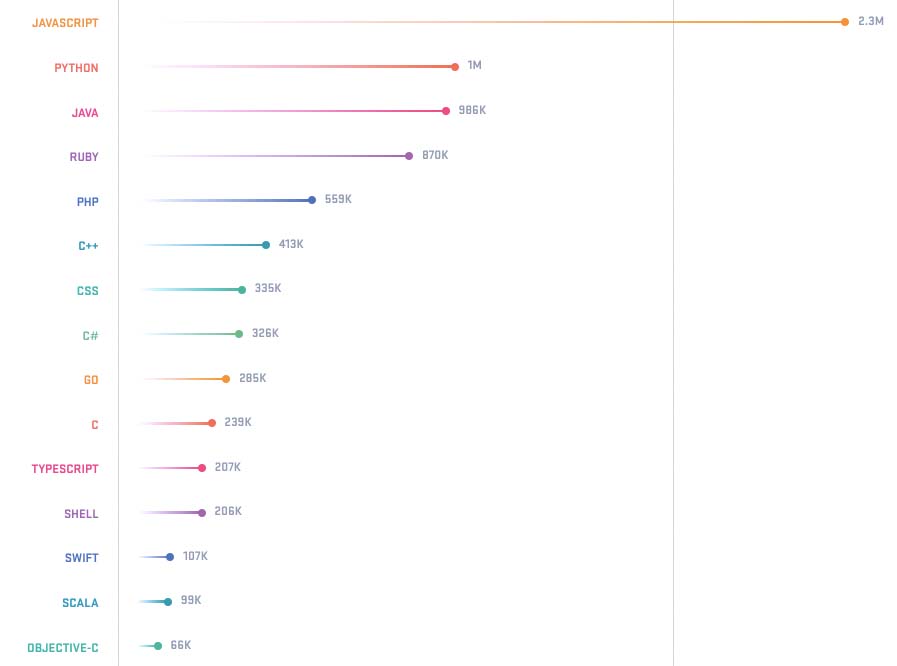 JAVASCRIPT 2.3M
PYTHON 1M
JAVA 986K
RUBY 870K
PHP 559K
C++ 413K
CSS 335K
C# 326K
GO 285K
C 239K
TYPESCRIPT 207K
SHELL 206K
SWIFT 107K
SCALA 99K
OBJECTIVE-C 66K